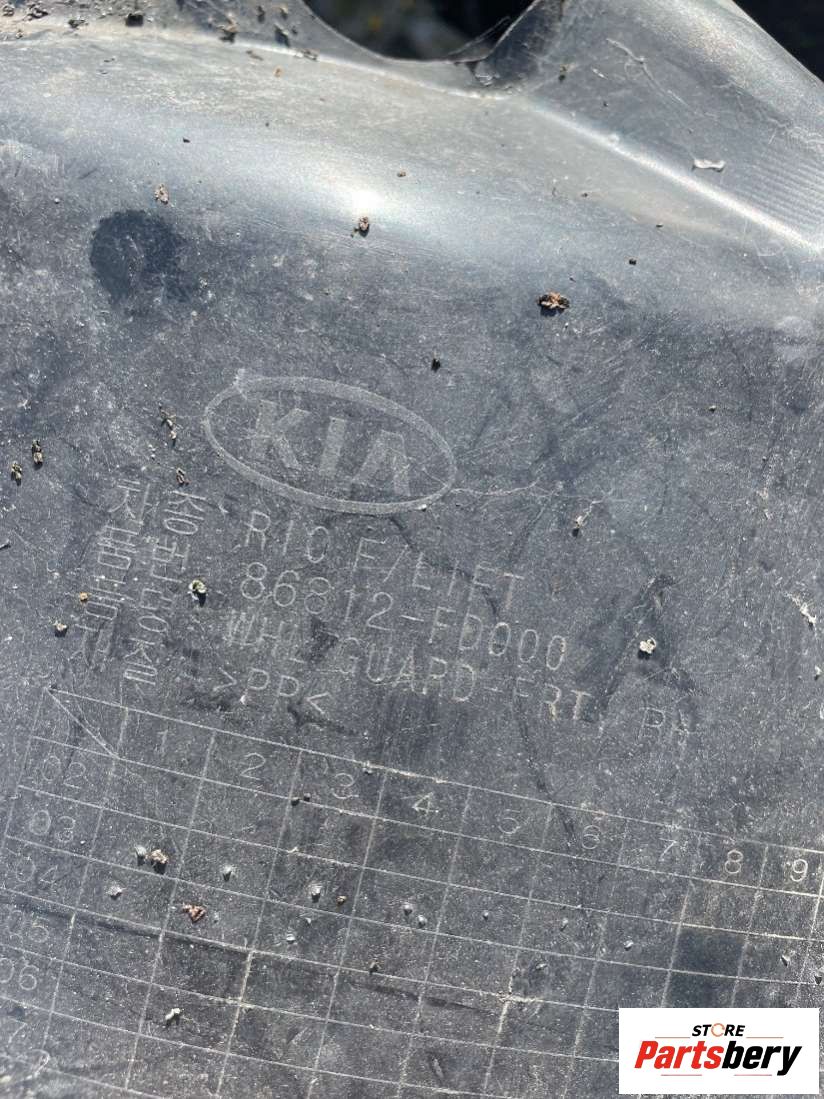 KIA
차종 RIO F/LIFT
품번 86812-FD000
품명 WHL GUARD-FRT, RH
재질 >PP<
1 2 3 4 5 6 7 8 9
02
03
04
05
06
7
STORE
Partsbery